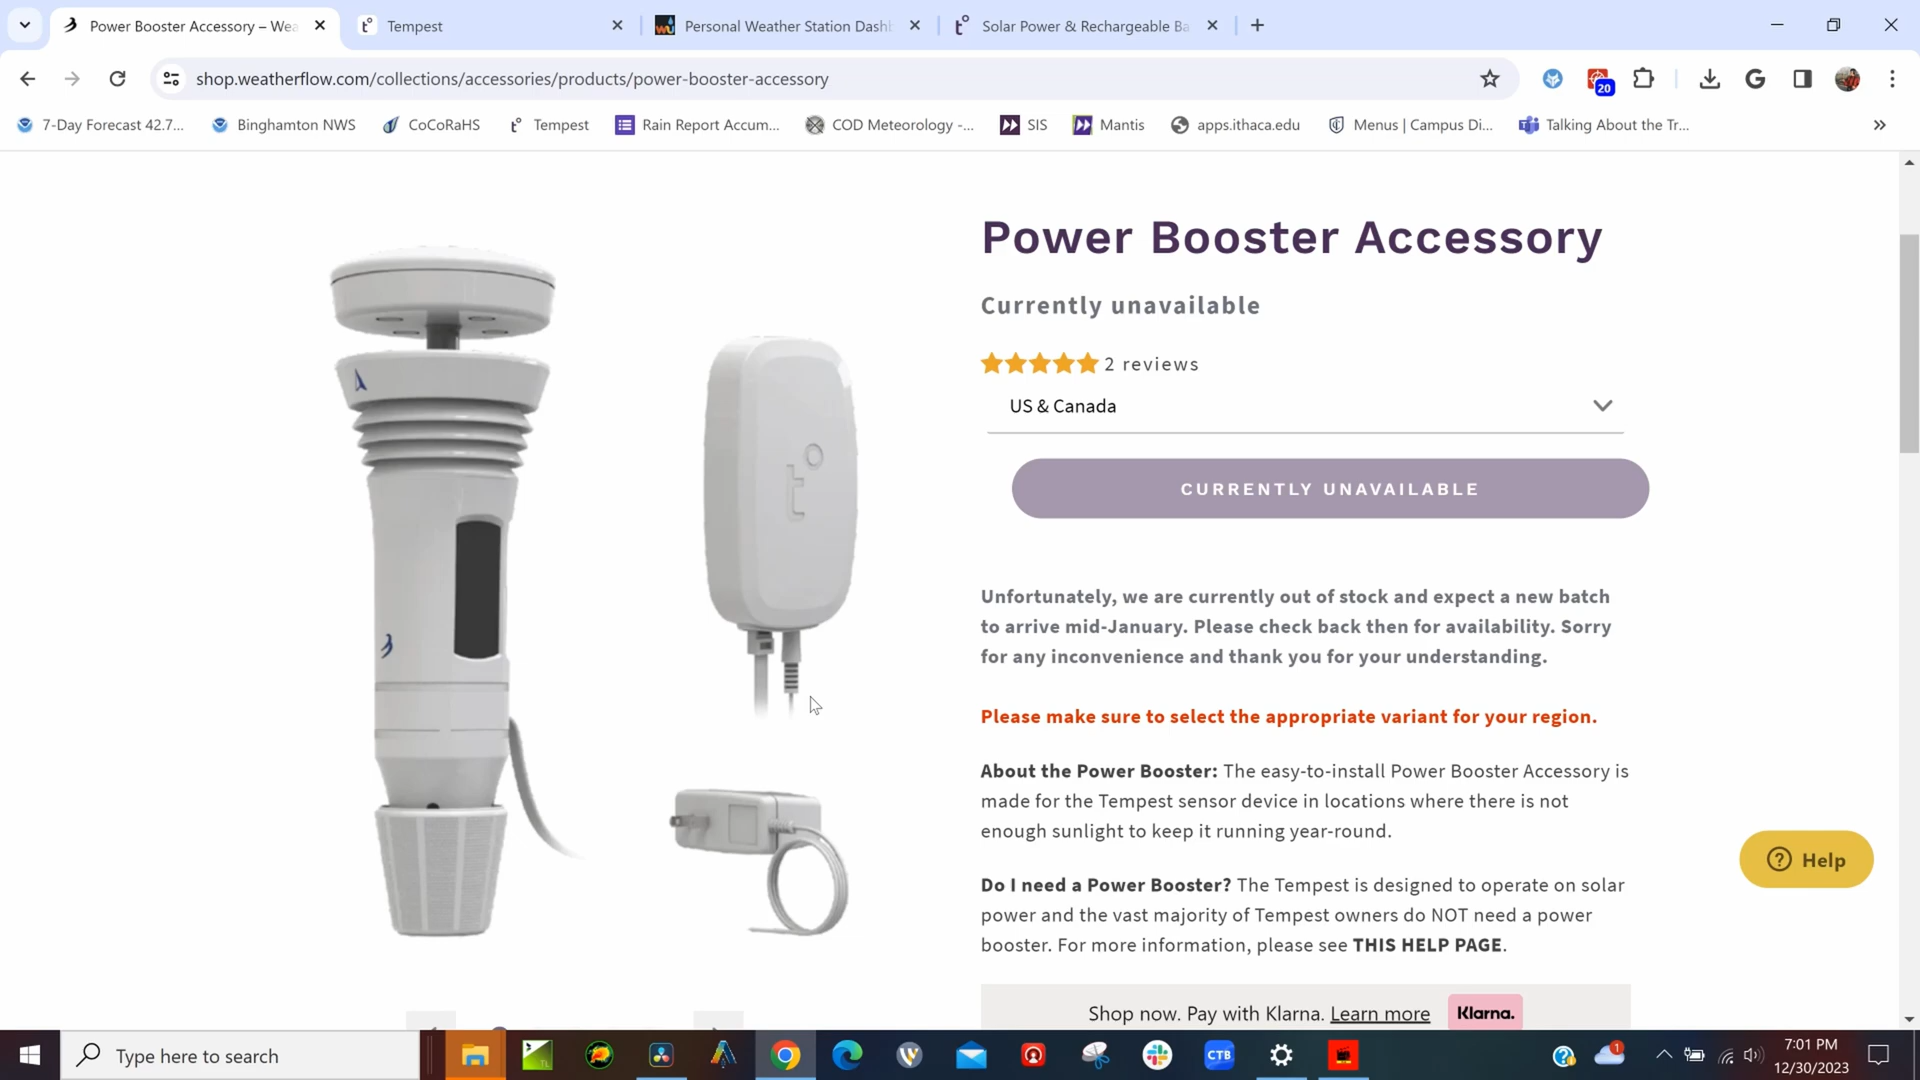 Power Booster Accessory – Wea
Tempest
Personal Weather Station Dashb
Solar Power & Rechargeable Ba
shop.weatherflow.com/collections/accessories/products/power-booster-accessory
20
7-Day Forecast 42.7...
Binghamton NWS
CoCoRaHS
Tempest
Rain Report Accum...
COD Meteorology -...
SIS
Mantis
apps.ithaca.edu
Menus | Campus Di...
Talking About the Tr...
Power Booster Accessory
Currently unavailable
2 reviews
US & Canada
CURRENTLY UNAVAILABLE
Unfortunately, we are currently out of stock and expect a new batch
to arrive mid-January. Please check back then for availability. Sorry
for any inconvenience and thank you for your understanding.
Please make sure to select the appropriate variant for your region.
About the Power Booster: The easy-to-install Power Booster Accessory is
made for the Tempest sensor device in locations where there is not
enough sunlight to keep it running year-round.
Do I need a Power Booster? The Tempest is designed to operate on solar
power and the vast majority of Tempest owners do NOT need a power
booster. For more information, please see THIS HELP PAGE.
Help
Shop now. Pay with Klarna. Learn more Klarna.
Type here to search
CTB
1
7:01 PM
12/30/2023